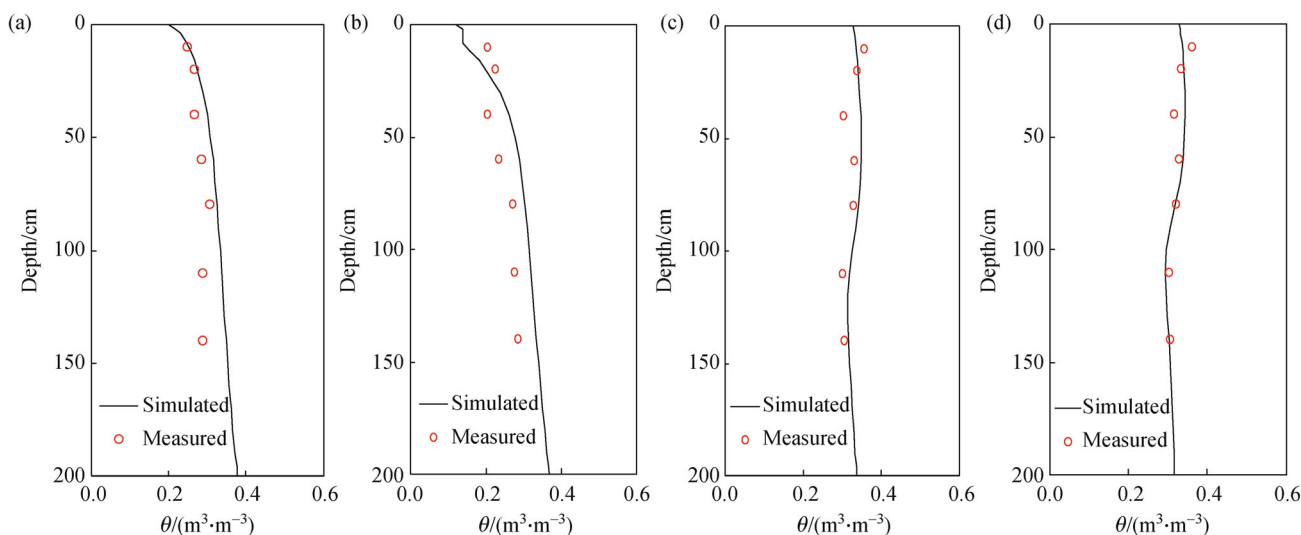 (a)
0
50
100
150
200
Depth/cm
Simulated
Measured
0.0 0.2 0.4 0.6
θ/(m³·m⁻³)
(b)
0
50
100
150
200
Depth/cm
Simulated
Measured
0.0 0.2 0.4 0.6
θ/(m³·m⁻³)
(c)
0
50
100
150
200
Depth/cm
Simulated
Measured
0.0 0.2 0.4 0.6
θ/(m³·m⁻³)
(d)
0
50
100
150
200
Depth/cm
Simulated
Measured
0.0 0.2 0.4 0.6
θ/(m³·m⁻³)